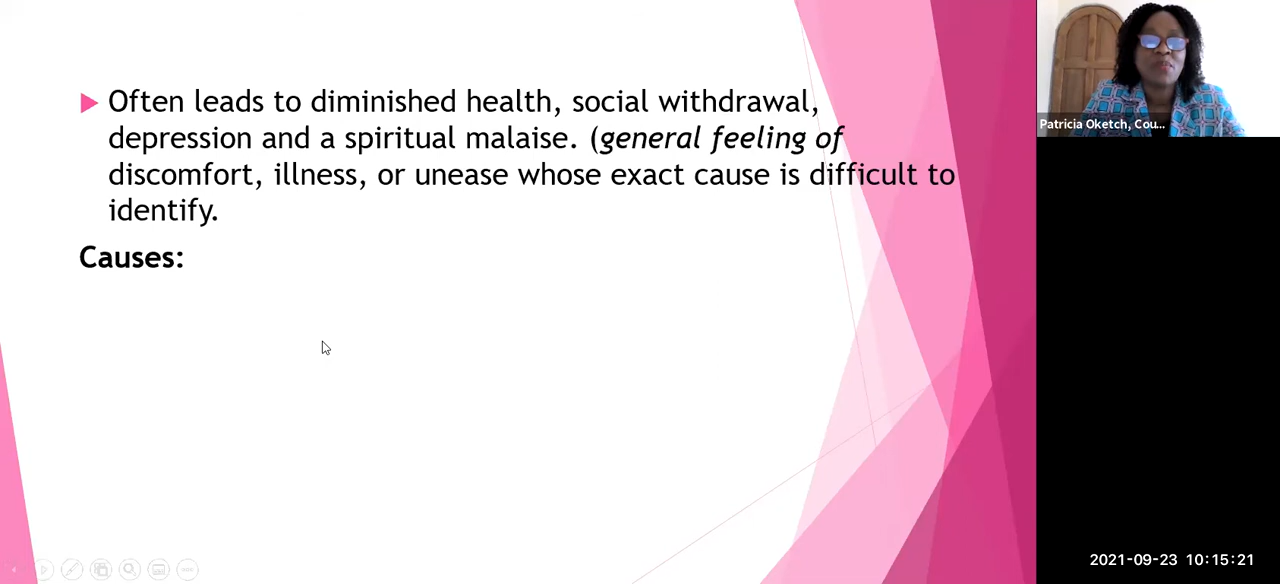 Often leads to diminished health, social withdrawal,
depression and a spiritual malaise. (general feeling of
discomfort, illness, or unease whose exact cause is difficult to
identify.
Causes:
Patricia Oketch, Cou...
2021-09-23 10:15:21